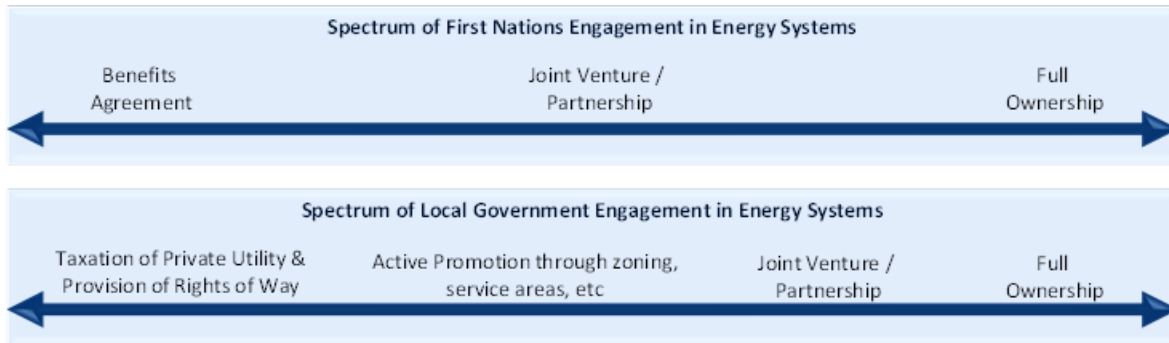 Spectrum of First Nations Engagement in Energy Systems
Benefits
Agreement
Joint Venture /
Partnership
Full
Ownership
Spectrum of Local Government Engagement in Energy Systems
Taxation of Private Utility &
Provision of Rights of Way
Active Promotion through zoning,
service areas, etc
Joint Venture /
Partnership
Full
Ownership